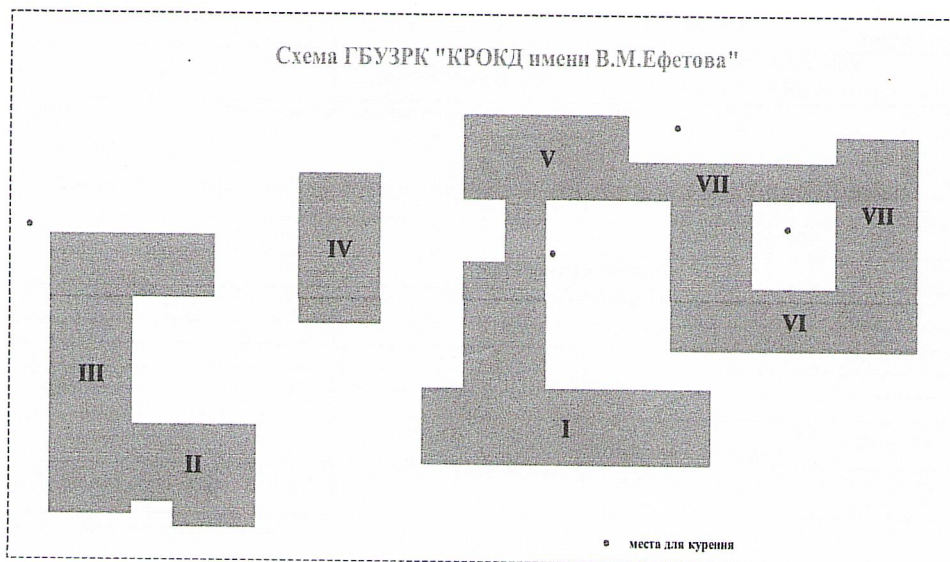 Схема ГБУЗРК "КРОКД имени В.М.Ефетова"
V
VII
VII
IV
VI
III
I
II
места для курения